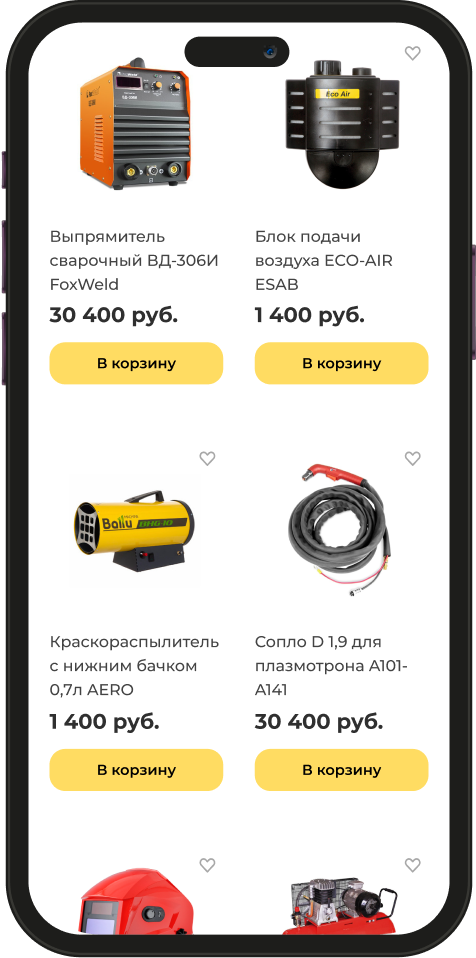 Eco Air
Выпрямитель
сварочный ВД-306И
FoxWeld
30 400 руб.
В корзину
Блок подачи
воздуха ECO-AIR
ESAB
1 400 руб.
В корзину
Ballu
BHG-10
Краскораспылитель
с нижним бачком
0,7л AERO
1 400 руб.
В корзину
Сопло D 1,9 для
плазмотрона А101-
А141
30 400 руб.
В корзину